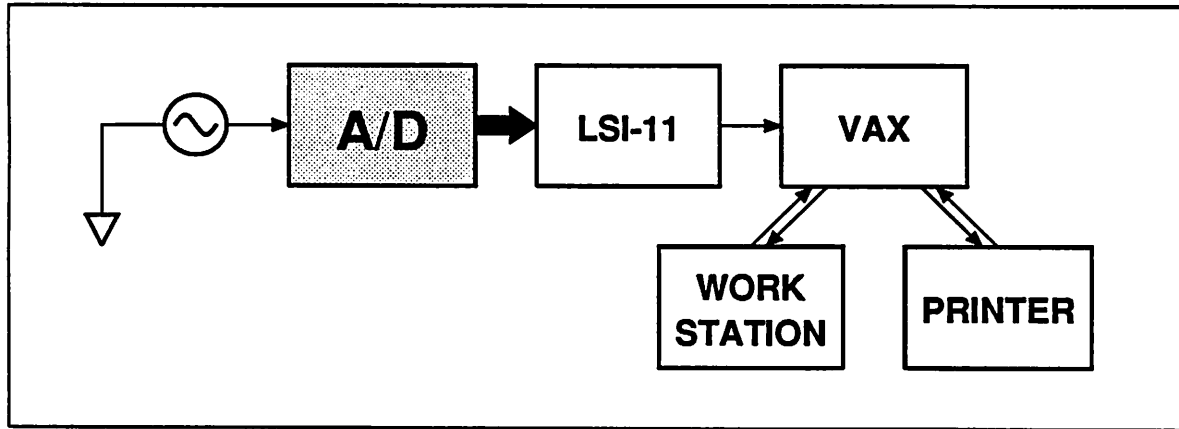 A/D
LSI-11
VAX
WORK
STATION
PRINTER